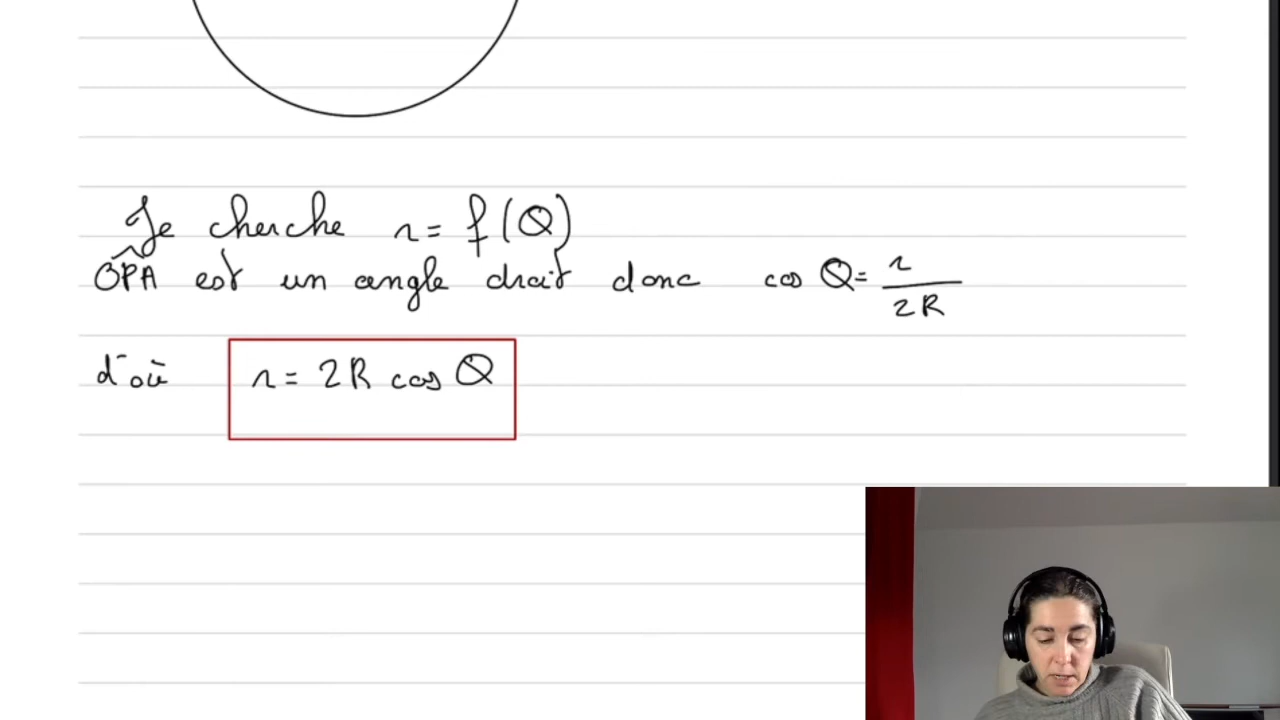 Je cherche r = f(θ)
OPA est un angle droit donc cos θ = r / 2R
d'où r = 2R cos θ